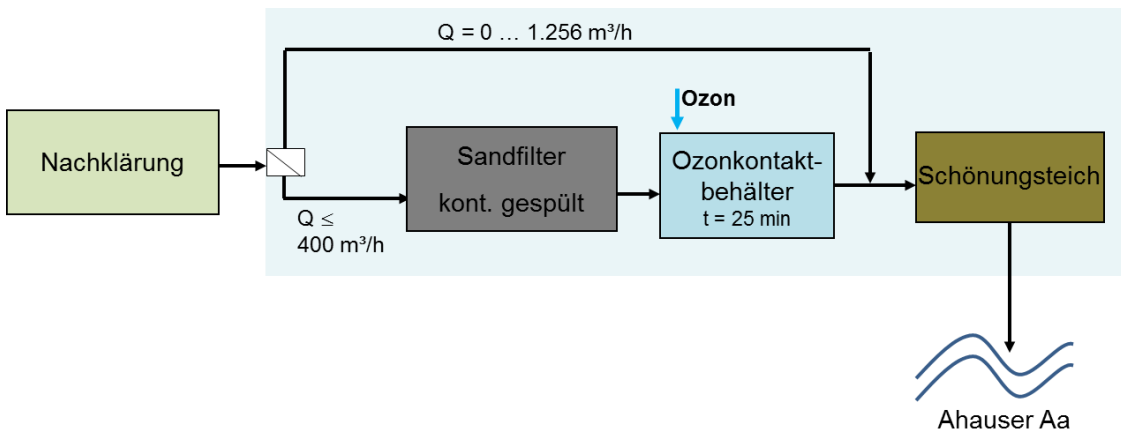 Q = 0 … 1.256 m³/h
Ozon
Nachklärung
Sandfilter
kont. gespült
Ozonkontakt-
behälter
t = 25 min
Schönungsteich
Q ≤
400 m³/h
Ahauser Aa